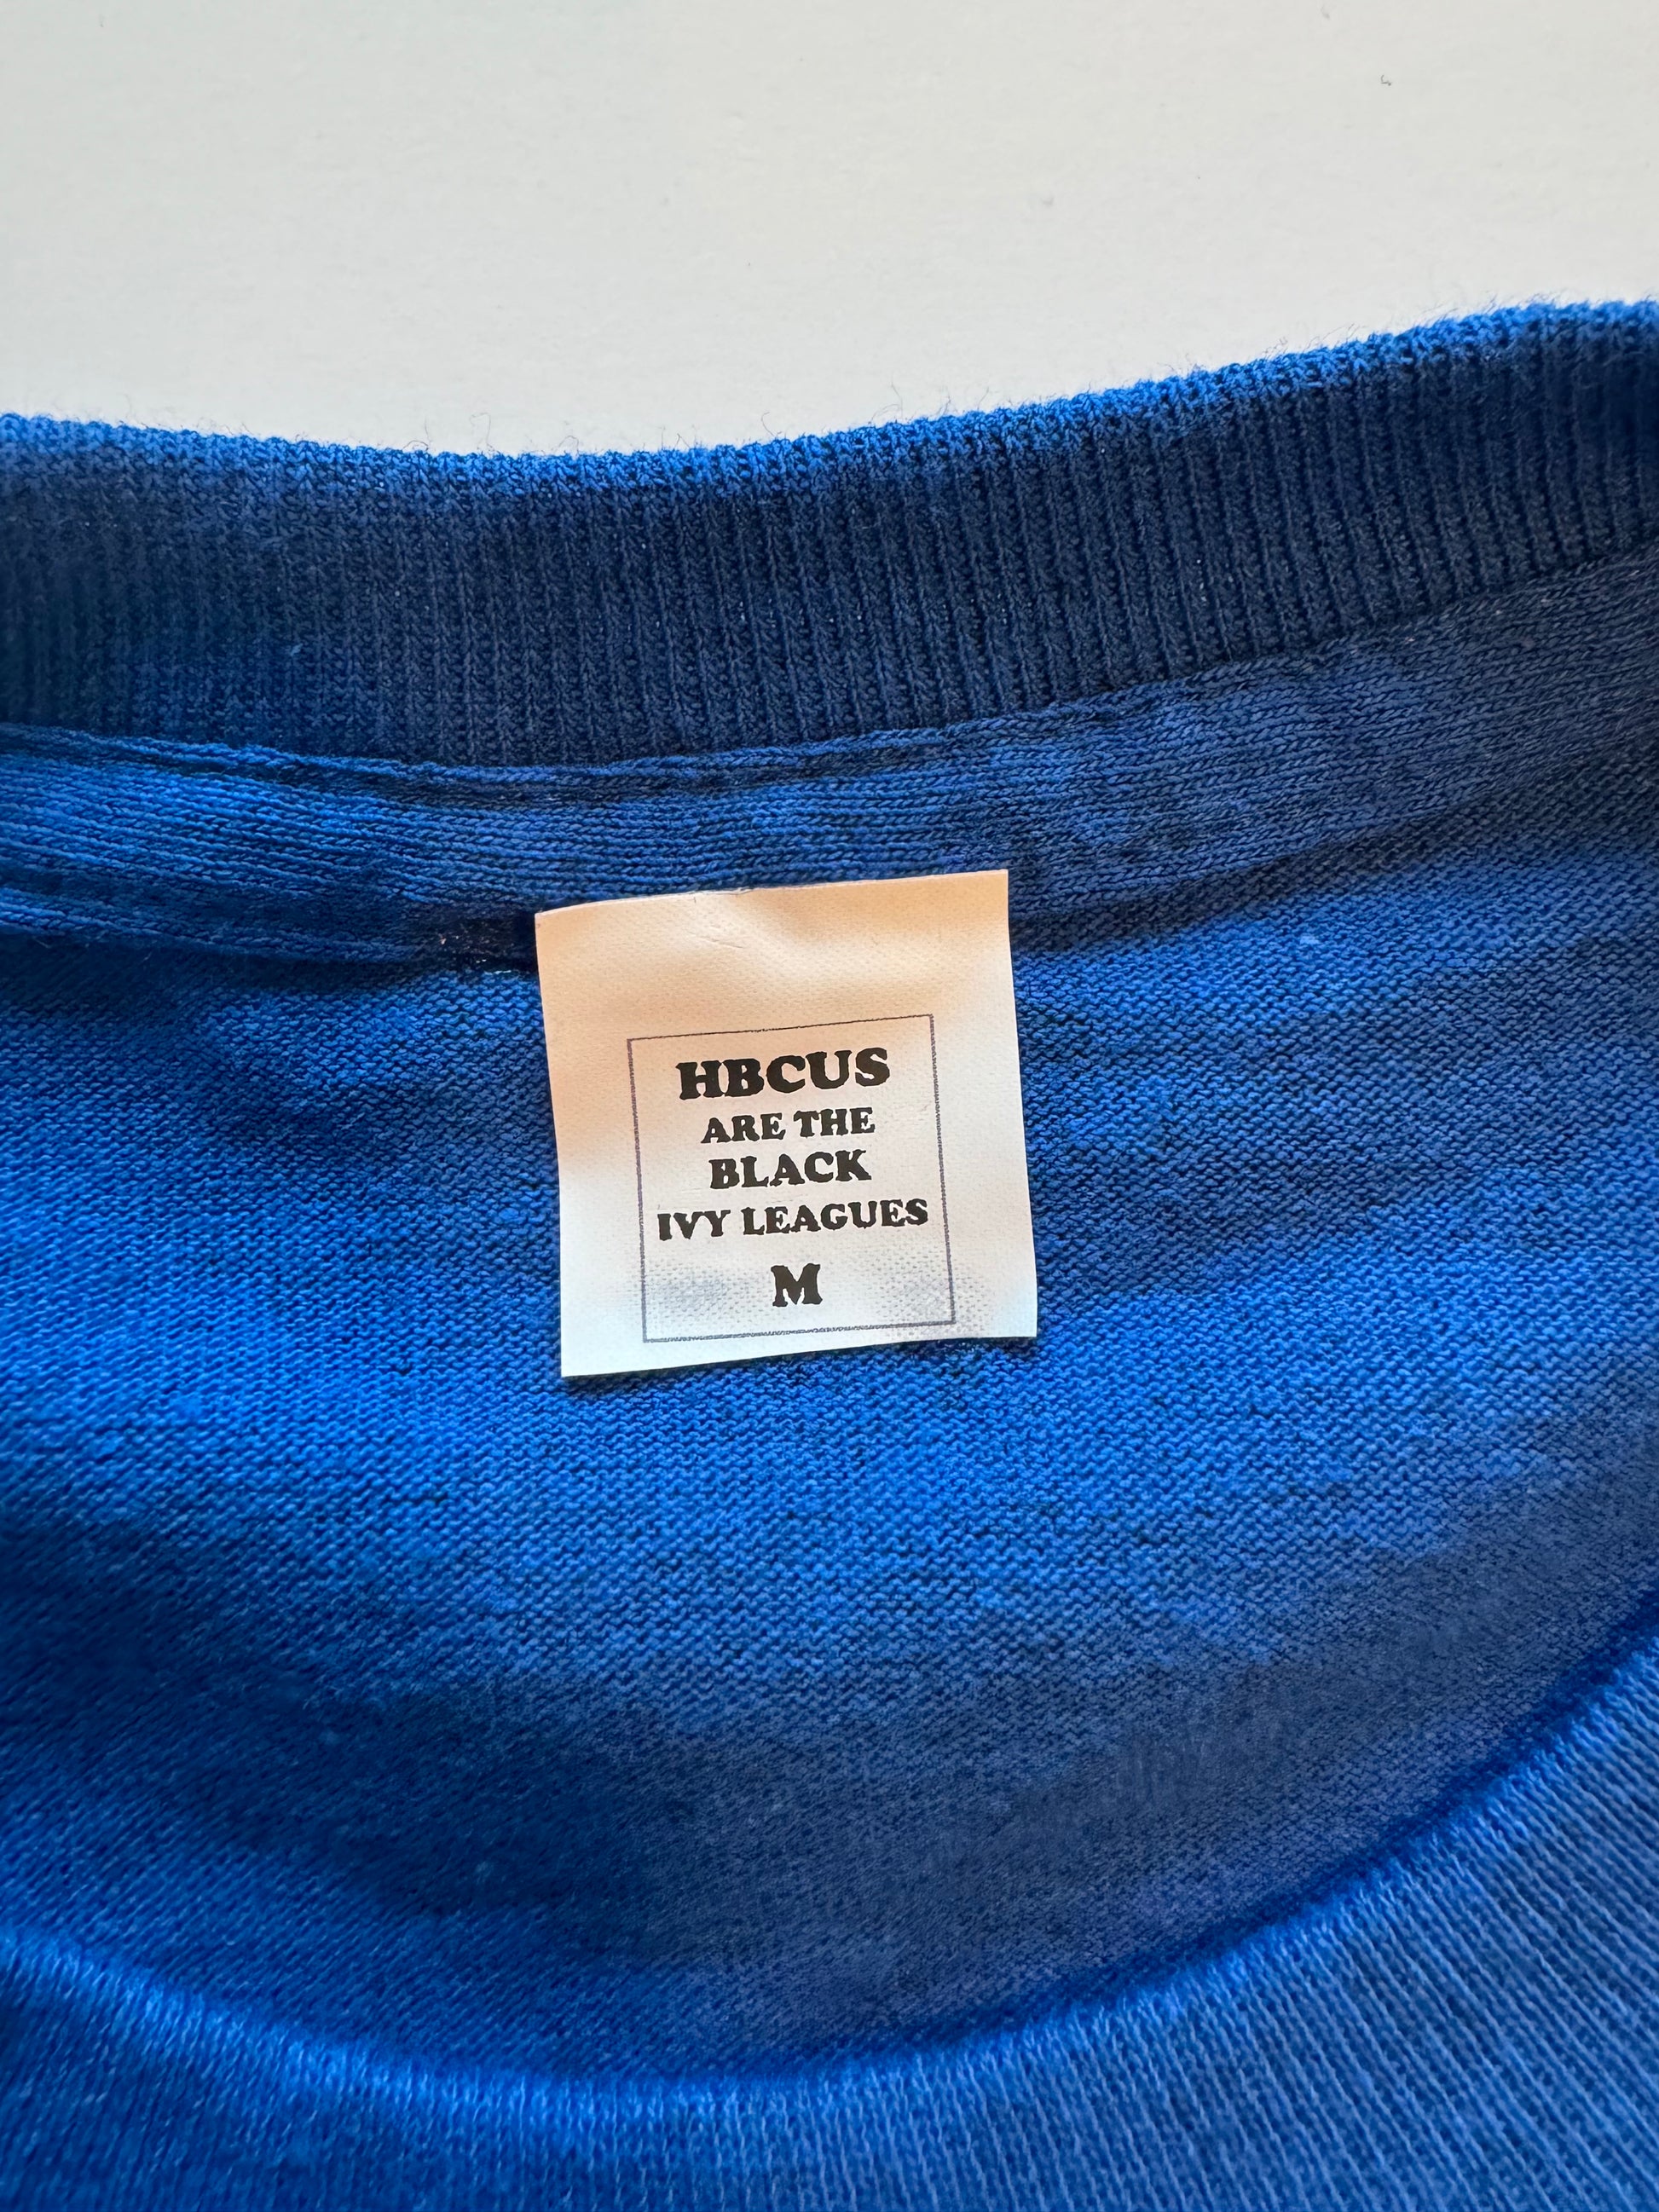 HBCUS
ARE THE
BLACK
IVY LEAGUES
M